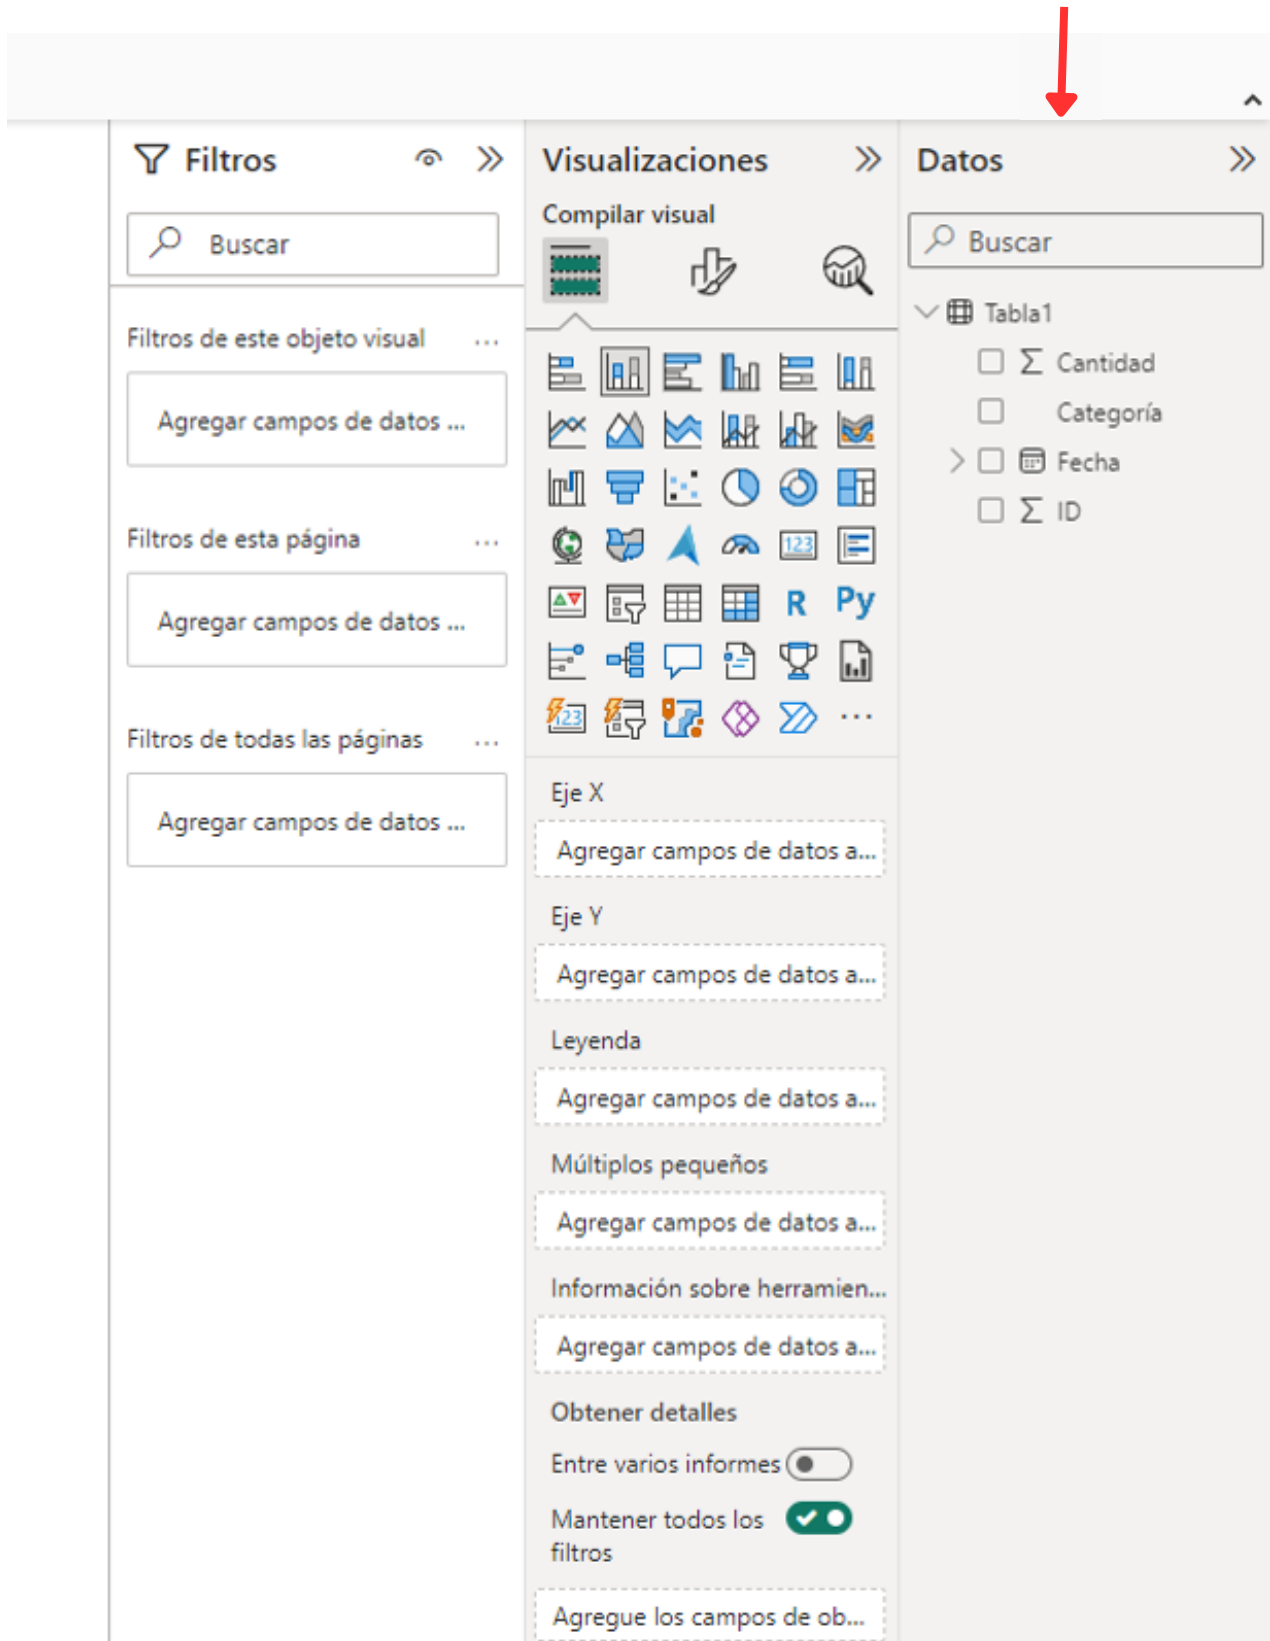 Filtros
Buscar
Filtros de este objeto visual
Agregar campos de datos ...
Filtros de esta página
Agregar campos de datos ...
Filtros de todas las páginas
Agregar campos de datos ...
Visualizaciones
Compilar visual
123
R
Py
123
Eje X
Agregar campos de datos a...
Eje Y
Agregar campos de datos a...
Leyenda
Agregar campos de datos a...
Múltiplos pequeños
Agregar campos de datos a...
Información sobre herramien...
Agregar campos de datos a...
Obtener detalles
Entre varios informes
Mantener todos los
filtros
Agregue los campos de ob...
Datos
Buscar
Tabla1
Σ Cantidad
Categoría
Fecha
Σ ID